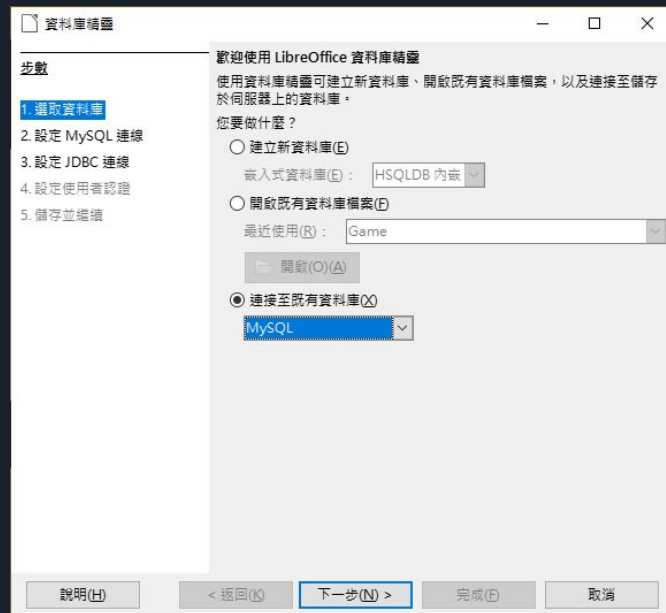 資料庫精靈
步數
1. 選取資料庫
2. 設定 MySQL 連線
3. 設定 JDBC 連線
4. 設定使用者認證
5. 儲存並繼續
歡迎使用 LibreOffice 資料庫精靈
使用資料庫精靈可建立新資料庫、開啟既有資料庫檔案，以及連接至儲存
於伺服器上的資料庫。
您要做什麼？
建立新資料庫(E)
嵌入式資料庫(E)： HSQLDB 內嵌
開啟既有資料庫檔案(F)
最近使用(R)： Game
開啟(O)(A)
連接至既有資料庫(X)
MySQL
說明(H) < 返回(K) 下一步(N) > 完成(F) 取消